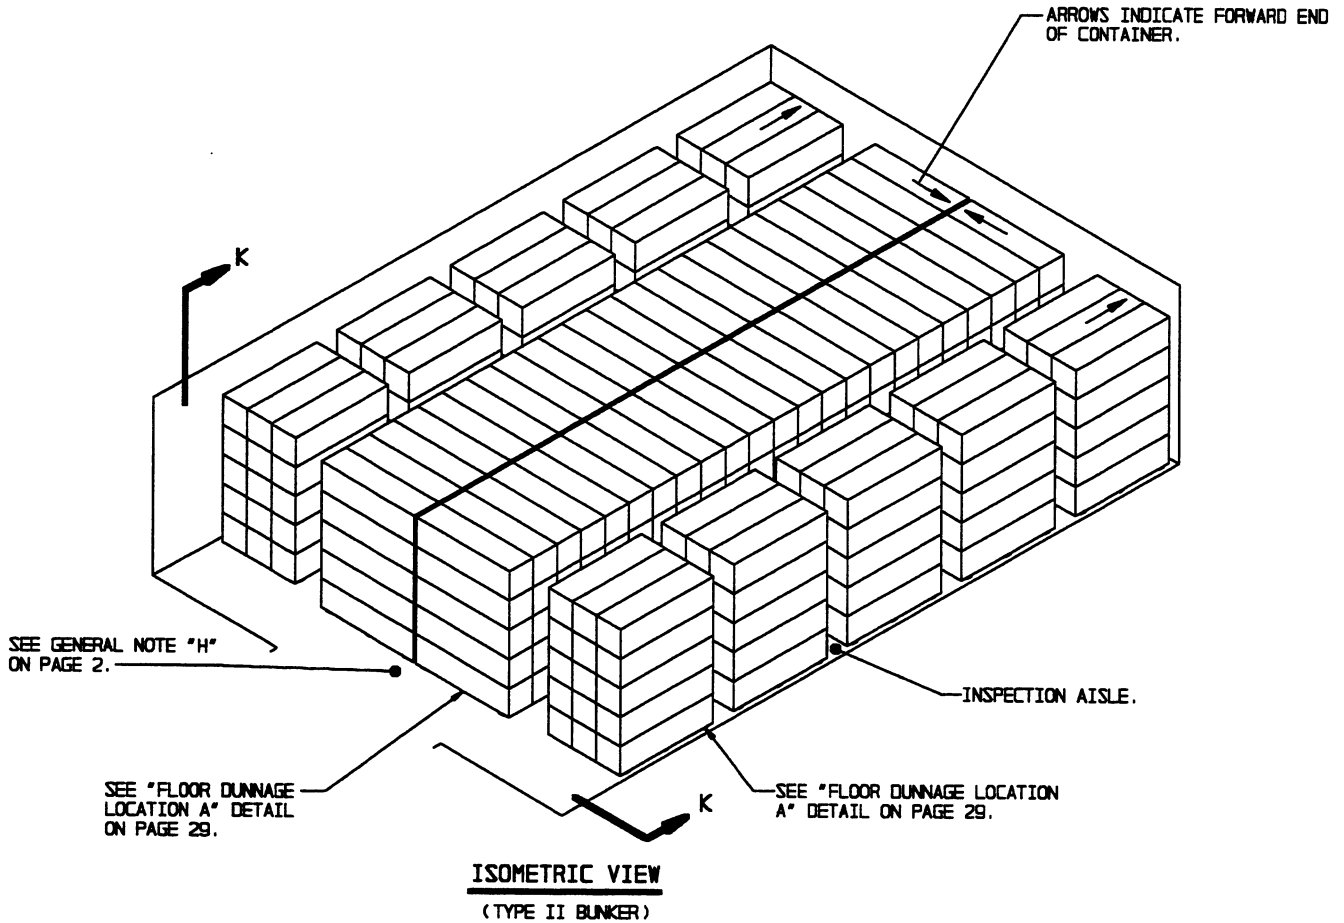 ARROWS INDICATE FORWARD END
OF CONTAINER.
K
SEE GENERAL NOTE "H"
ON PAGE 2.
INSPECTION AISLE.
SEE "FLOOR DUNNAGE
LOCATION A" DETAIL
ON PAGE 29.
SEE "FLOOR DUNNAGE LOCATION
A" DETAIL ON PAGE 29.
K
ISOMETRIC VIEW
(TYPE II BUNKER)